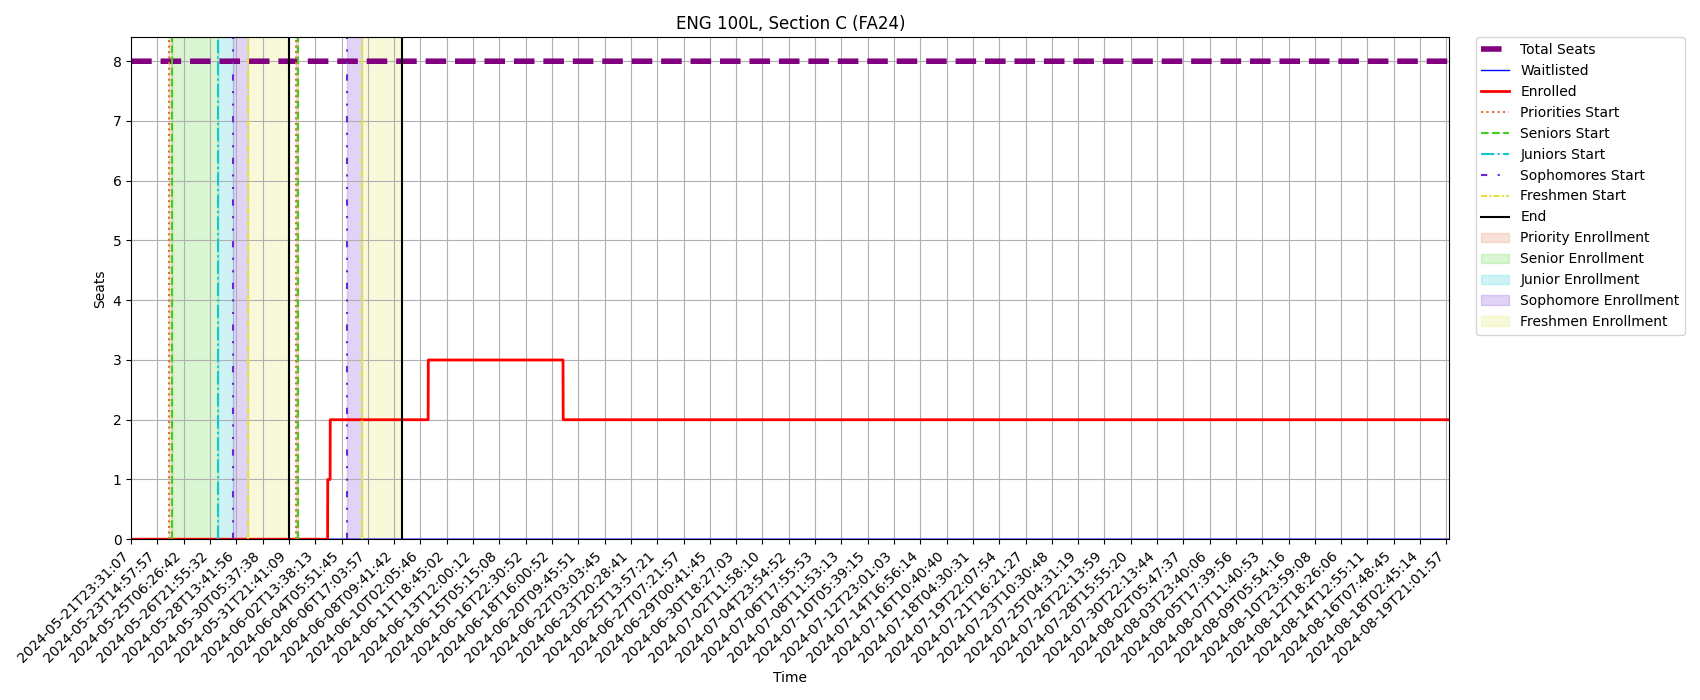 ENG 100L, Section C (FA24)
Seats
8
7
6
5
4
3
2
1
0
2024-05-21T23:31:07
2024-05-23T14:57:57
2024-05-25T06:26:42
2024-05-26T21:55:32
2024-05-28T13:41:56
2024-05-30T05:37:38
2024-05-31T21:41:09
2024-06-02T13:38:13
2024-06-04T05:51:45
2024-06-06T17:03:57
2024-06-08T09:41:42
2024-06-10T02:05:46
2024-06-11T18:45:02
2024-06-13T12:00:12
2024-06-15T05:15:08
2024-06-16T22:30:52
2024-06-18T16:00:52
2024-06-20T09:45:51
2024-06-22T03:03:45
2024-06-23T20:28:41
2024-06-25T13:57:21
2024-06-27T07:21:57
2024-06-29T00:41:45
2024-06-30T18:27:03
2024-07-02T11:58:10
2024-07-04T23:54:52
2024-07-06T17:55:53
2024-07-08T11:53:13
2024-07-10T05:39:15
2024-07-12T23:01:03
2024-07-14T16:56:14
2024-07-16T10:40:40
2024-07-18T04:30:31
2024-07-19T22:07:54
2024-07-21T16:21:27
2024-07-23T10:30:48
2024-07-25T04:31:19
2024-07-26T22:13:59
2024-07-28T15:55:20
2024-07-30T22:13:44
2024-08-02T05:47:37
2024-08-03T23:40:06
2024-08-05T17:39:56
2024-08-07T11:40:53
2024-08-09T05:54:16
2024-08-10T23:59:08
2024-08-12T18:26:06
2024-08-14T12:55:11
2024-08-16T07:48:45
2024-08-18T02:45:14
2024-08-19T21:01:57
Time
Total Seats
Waitlisted
Enrolled
Priorities Start
Seniors Start
Juniors Start
Sophomores Start
Freshmen Start
End
Priority Enrollment
Senior Enrollment
Junior Enrollment
Sophomore Enrollment
Freshmen Enrollment